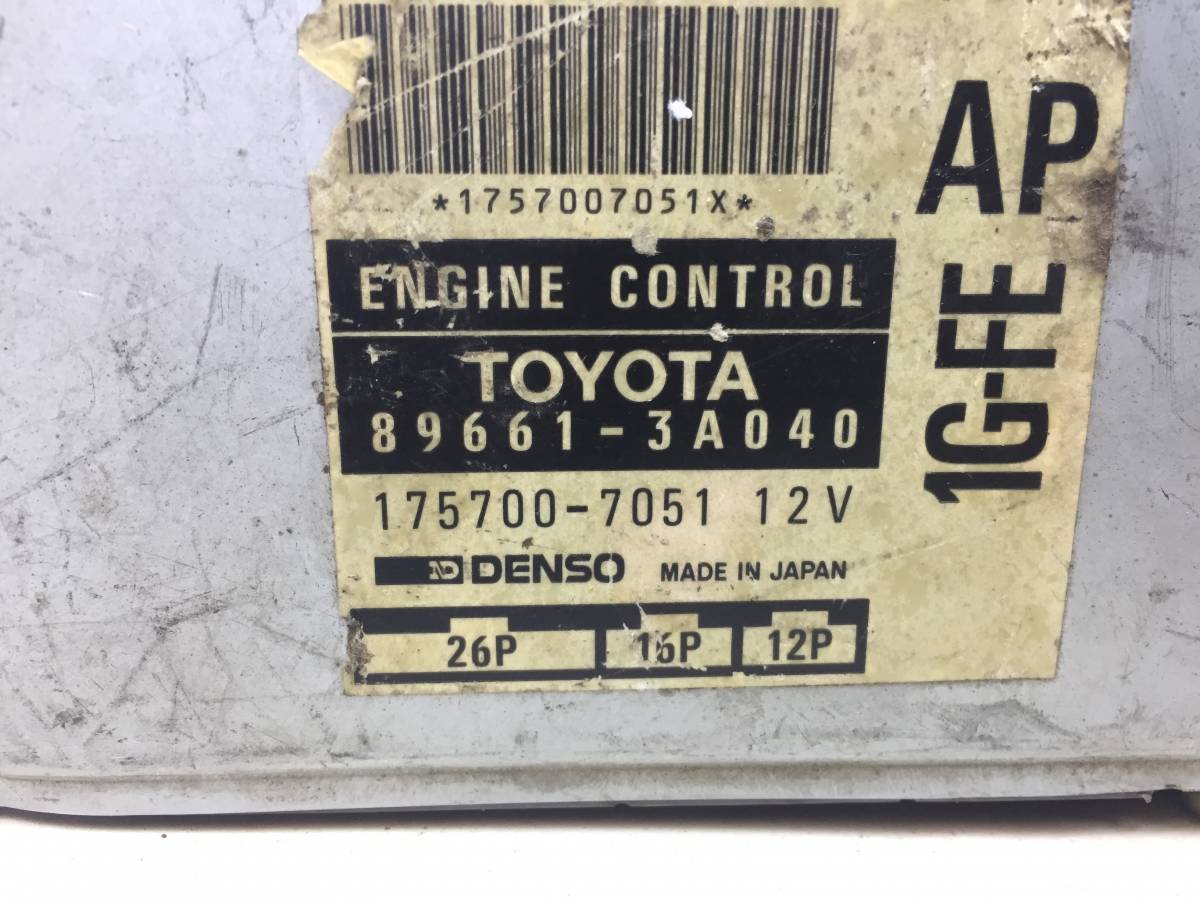 *1757007051X*
ENGINE CONTROL
TOYOTA
89661-3A040
175700-7051 12V
ND DENSO MADE IN JAPAN
26P 16P 12P
AP
1G-FE